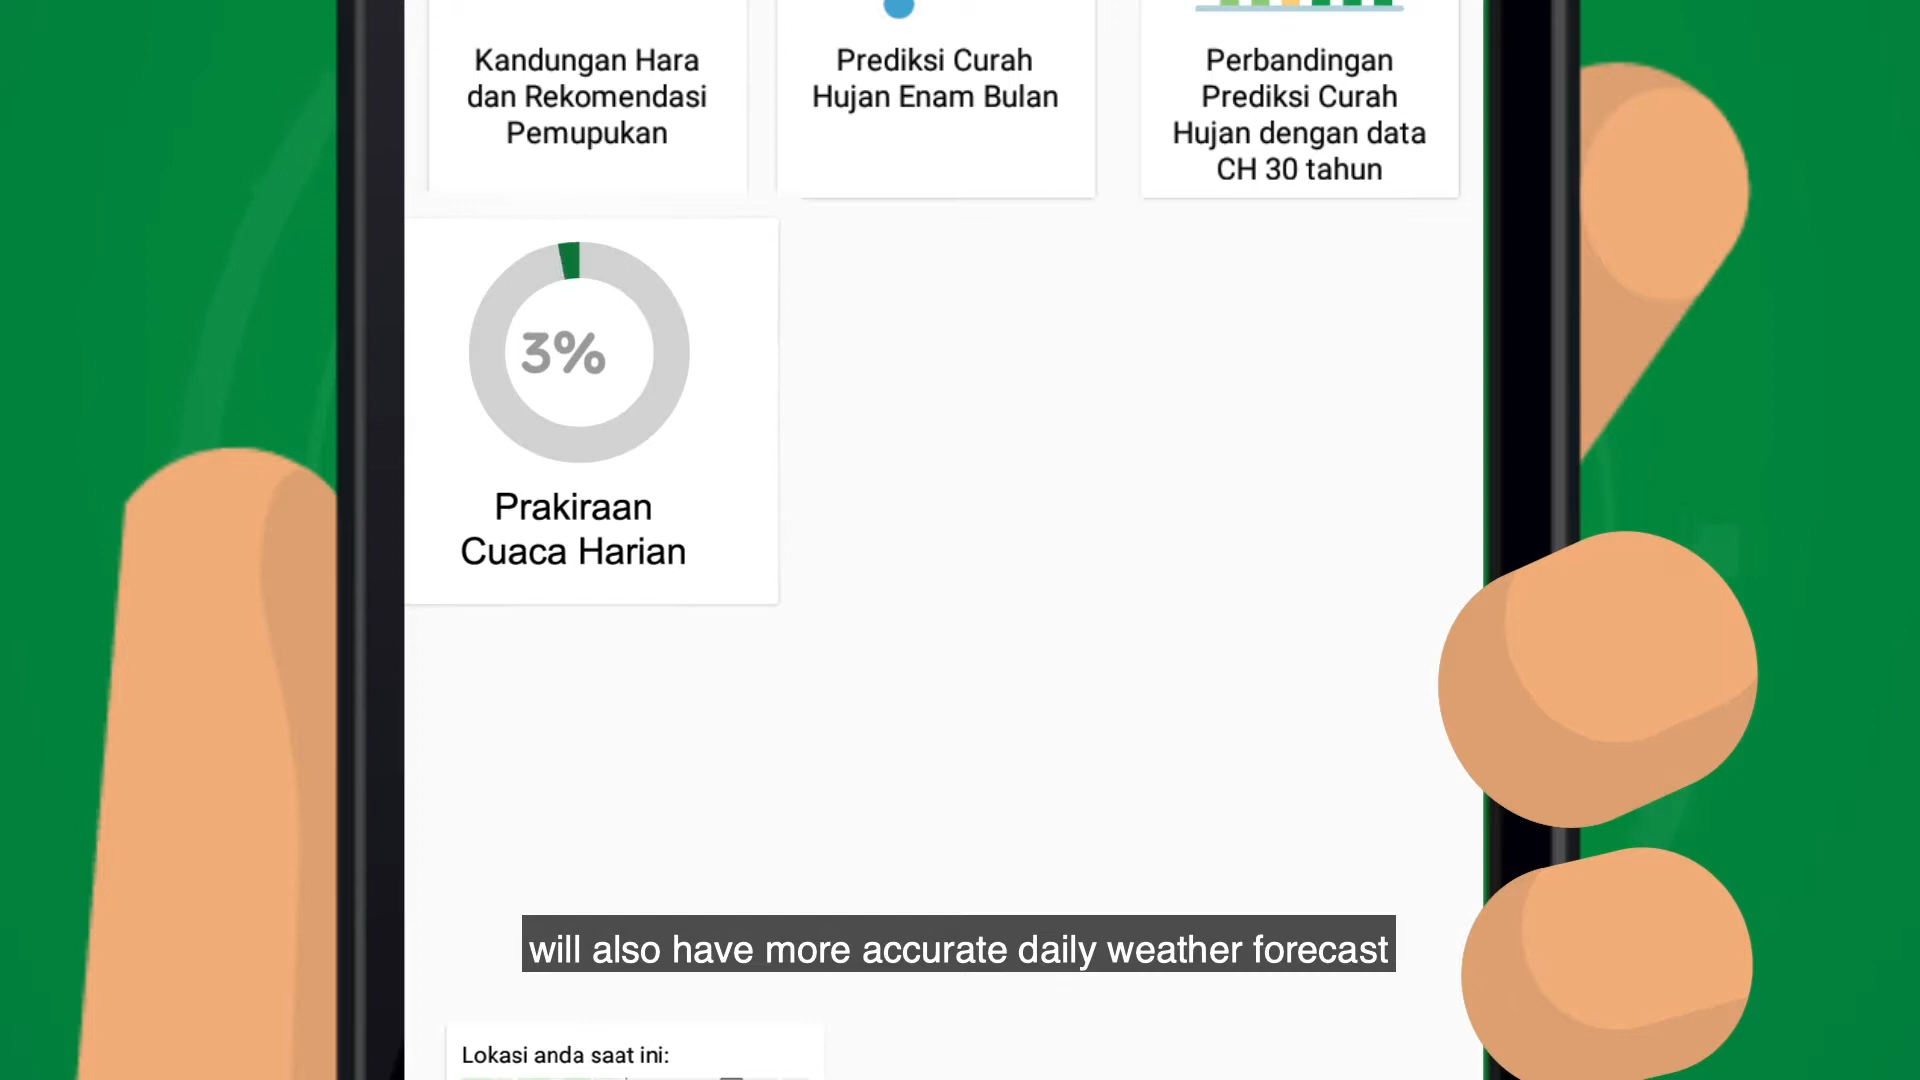 Kandungan Hara
dan Rekomendasi
Pemupukan
Prediksi Curah
Hujan Enam Bulan
Perbandingan
Prediksi Curah
Hujan dengan data
CH 30 tahun
3%
Prakiraan
Cuaca Harian
will also have more accurate daily weather forecast
Lokasi anda saat ini: